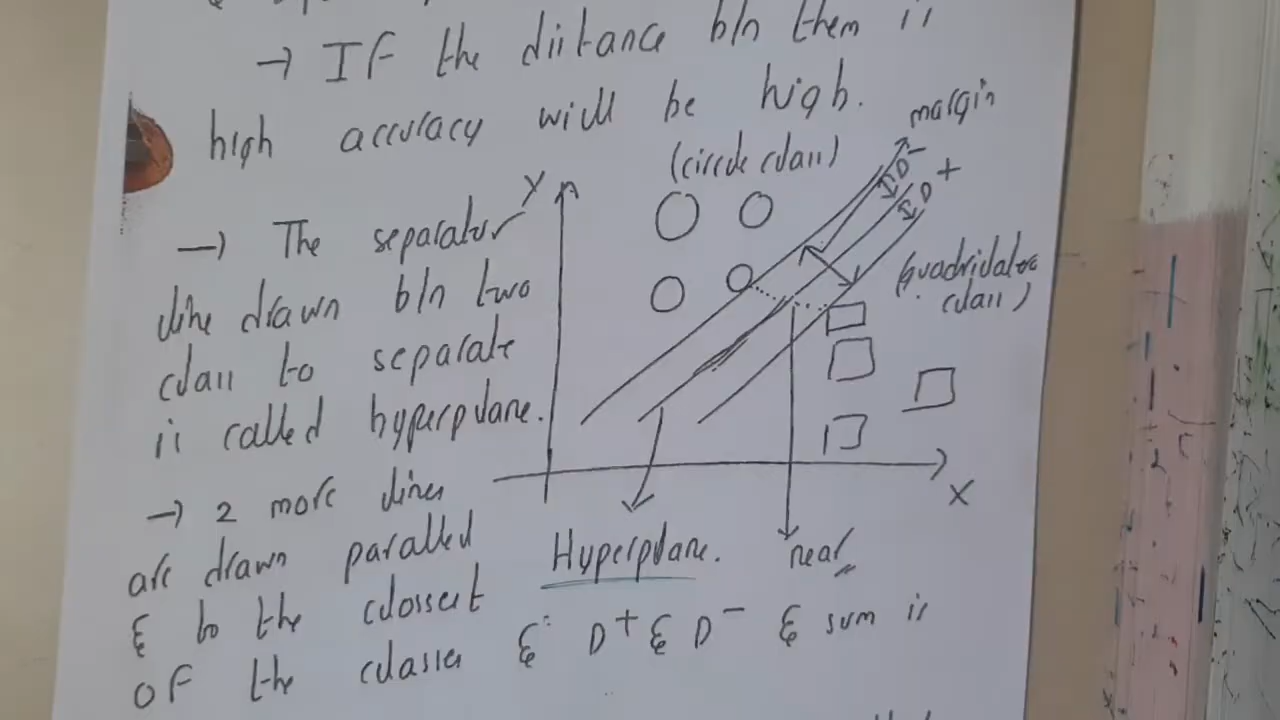 → If the distance b/n them is
high accuracy will be high.
margin
(circle class)
D-
D+
Y
→ The separator
line drawn b/n two
class to separate
is called hyperplane.
(quadrilateral
class)
X
→ 2 more lines
are drawn parallel
Hyperplane.
near
& to the closest
of the classes & D+ & D- & sum is